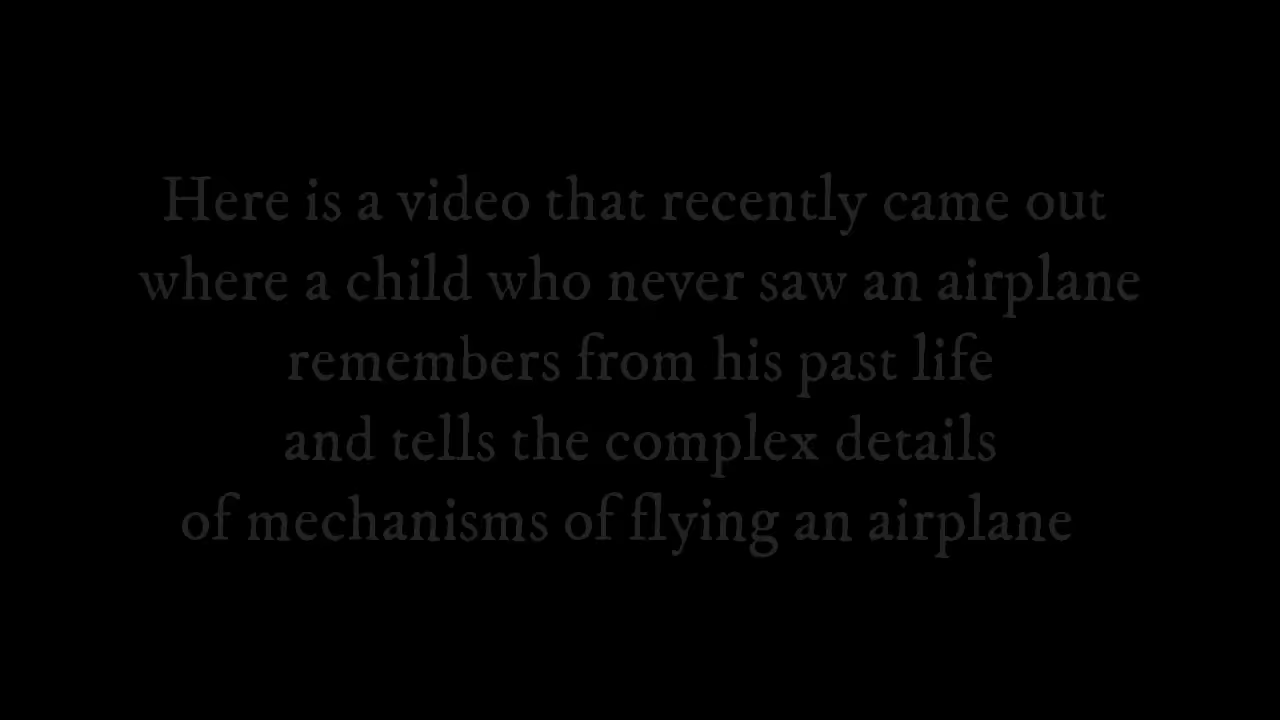 Here is a video that recently came out
where a child who never saw an airplane
remembers from his past life
and tells the complex details
of mechanisms of flying an airplane